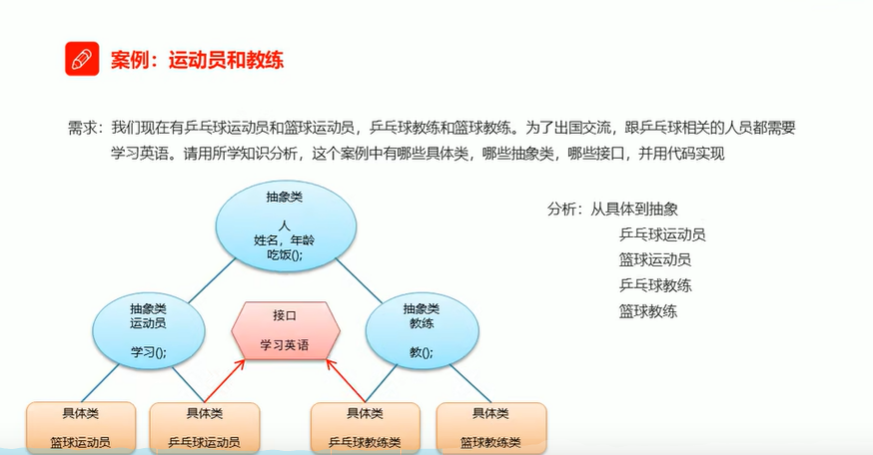 案例：运动员和教练
需求：我们现在有乒乓球运动员和篮球运动员，乒乓球教练和篮球教练。为了出国交流，跟乒乓球相关的人员都需要
学习英语。请用所学知识分析，这个案例中有哪些具体类，哪些抽象类，哪些接口，并用代码实现
抽象类
人
姓名，年龄
吃饭();
分析：从具体到抽象
乒乓球运动员
篮球运动员
乒乓球教练
篮球教练
抽象类
运动员
学习();
接口
学习英语
抽象类
教练
教();
具体类
篮球运动员
具体类
乒乓球运动员
具体类
乒乓球教练类
具体类
篮球教练类